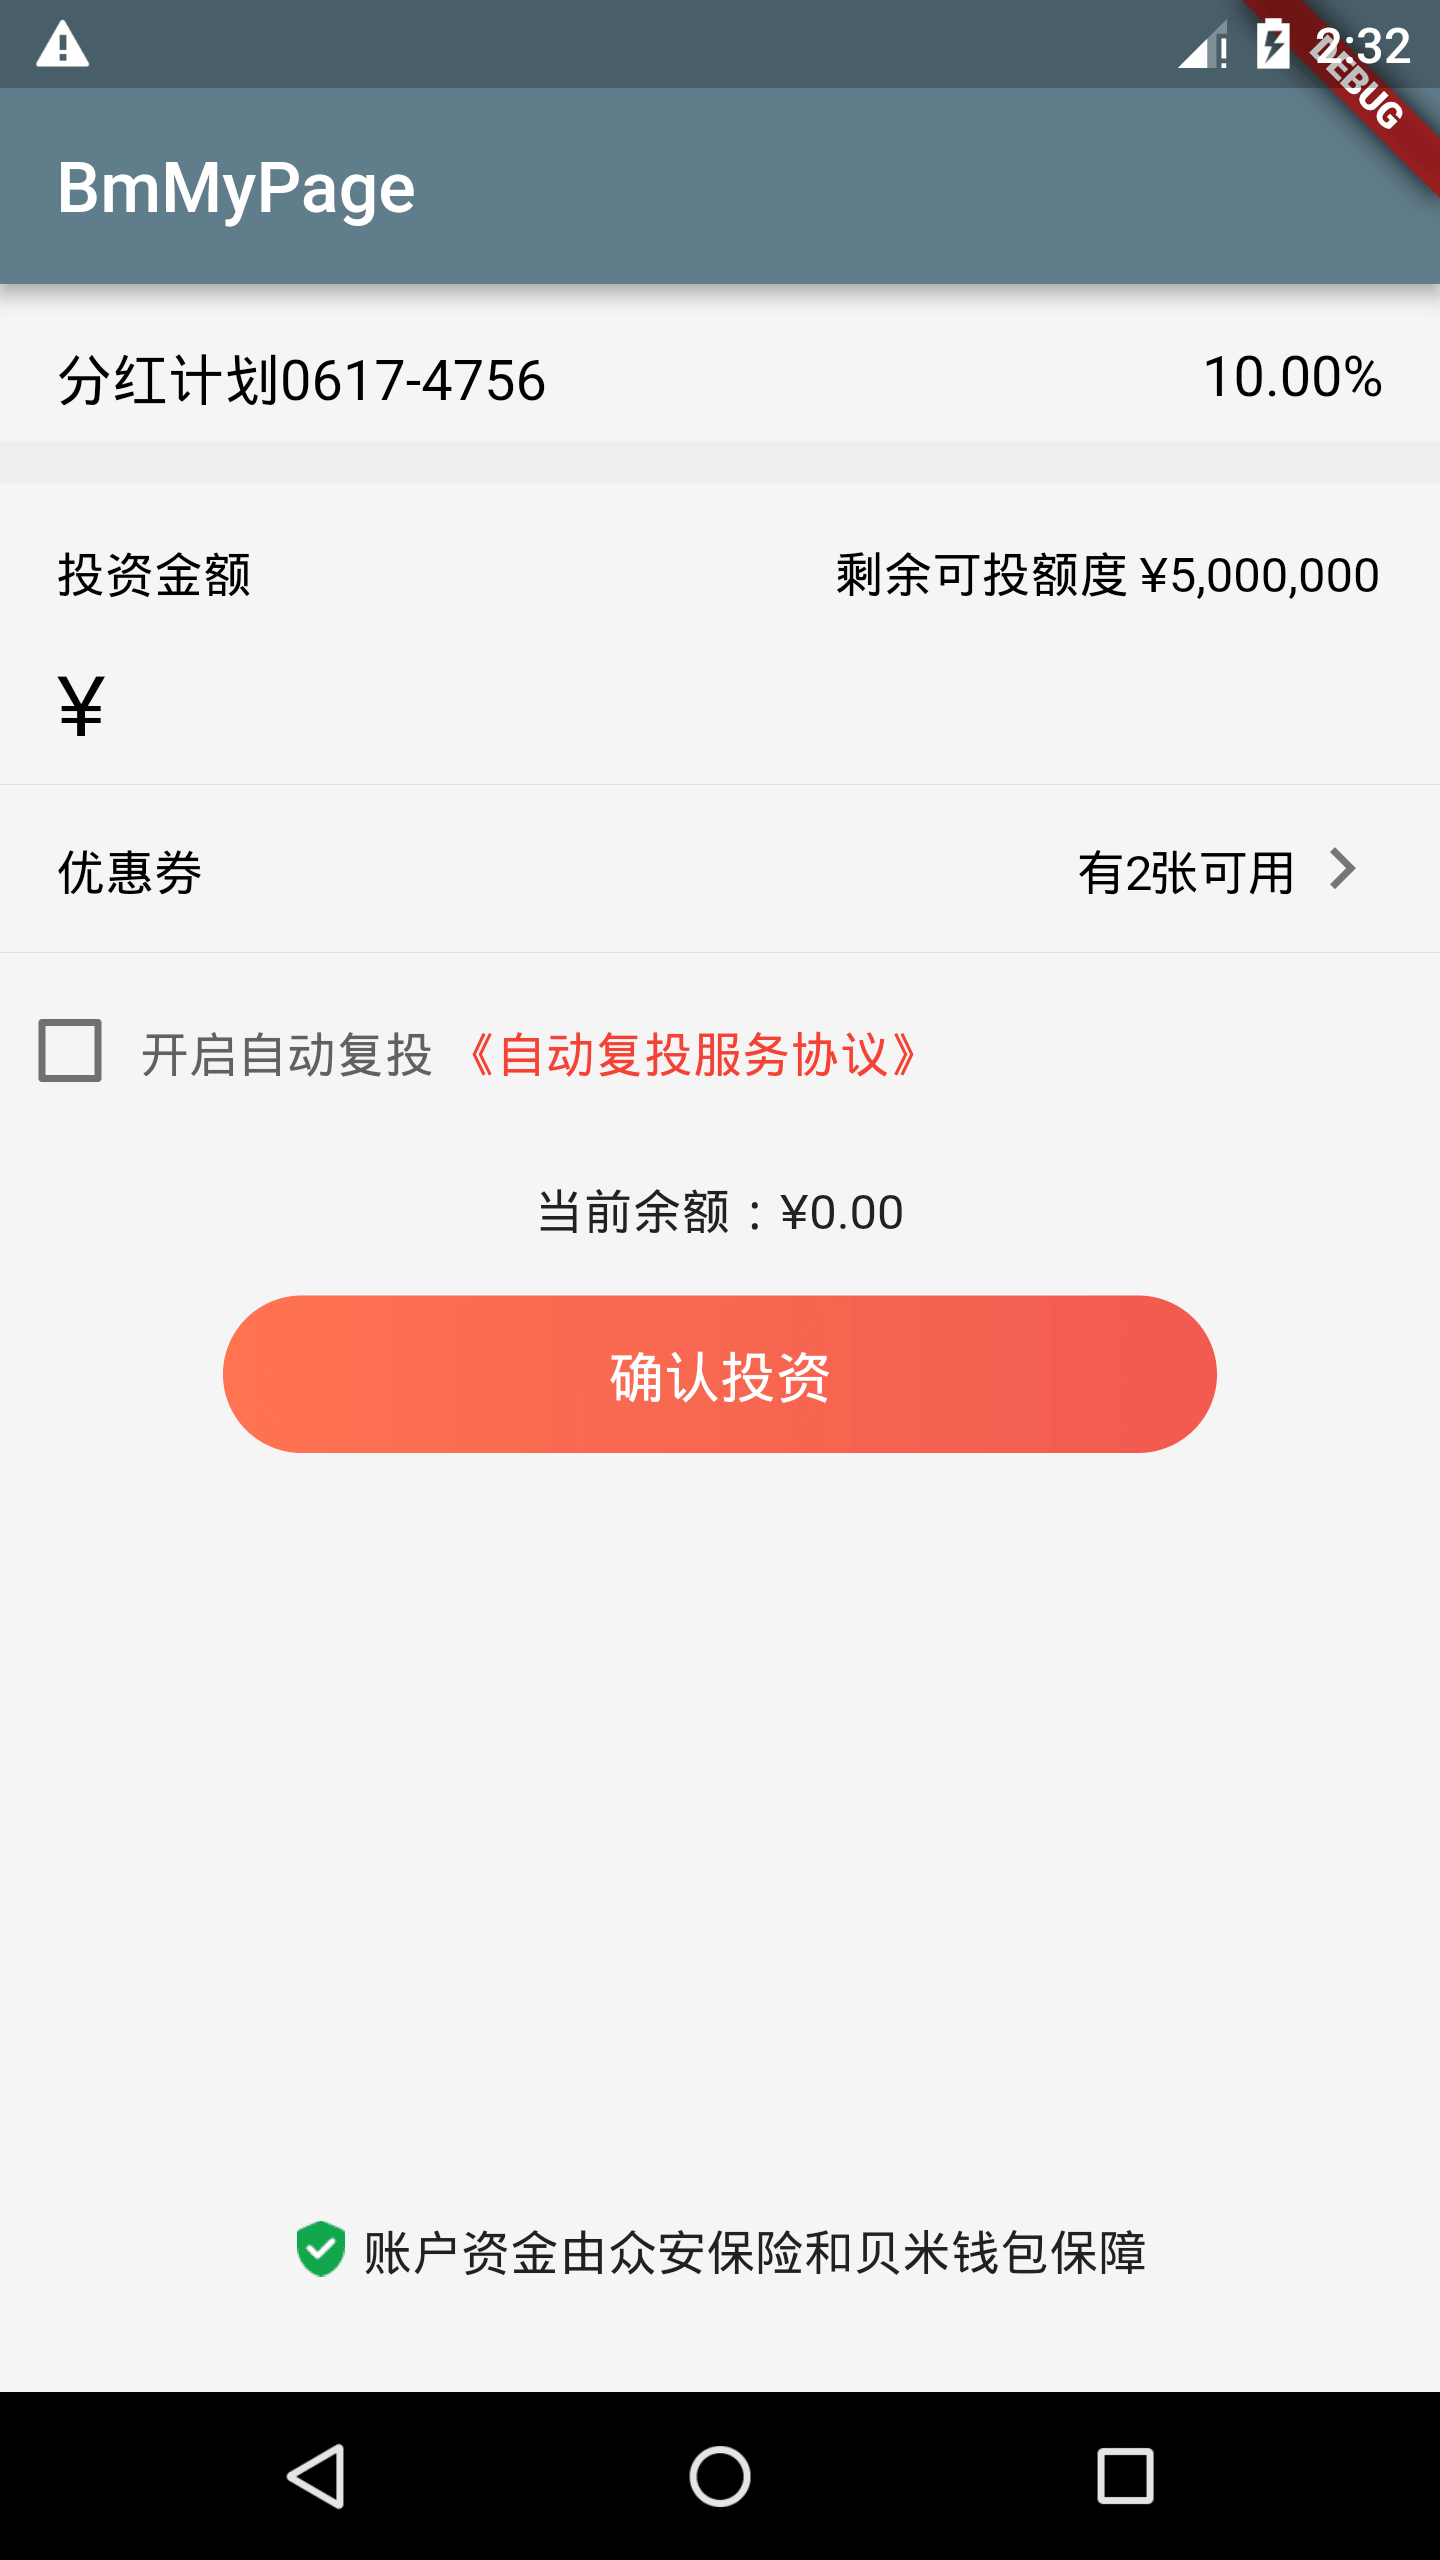 2:32
DEBUG
BmMyPage
分红计划0617-4756 10.00%
投资金额 剩余可投额度 ¥5,000,000
¥
优惠券 有2张可用
开启自动复投 《自动复投服务协议》
当前余额：¥0.00
确认投资
账户资金由众安保险和贝米钱包保障